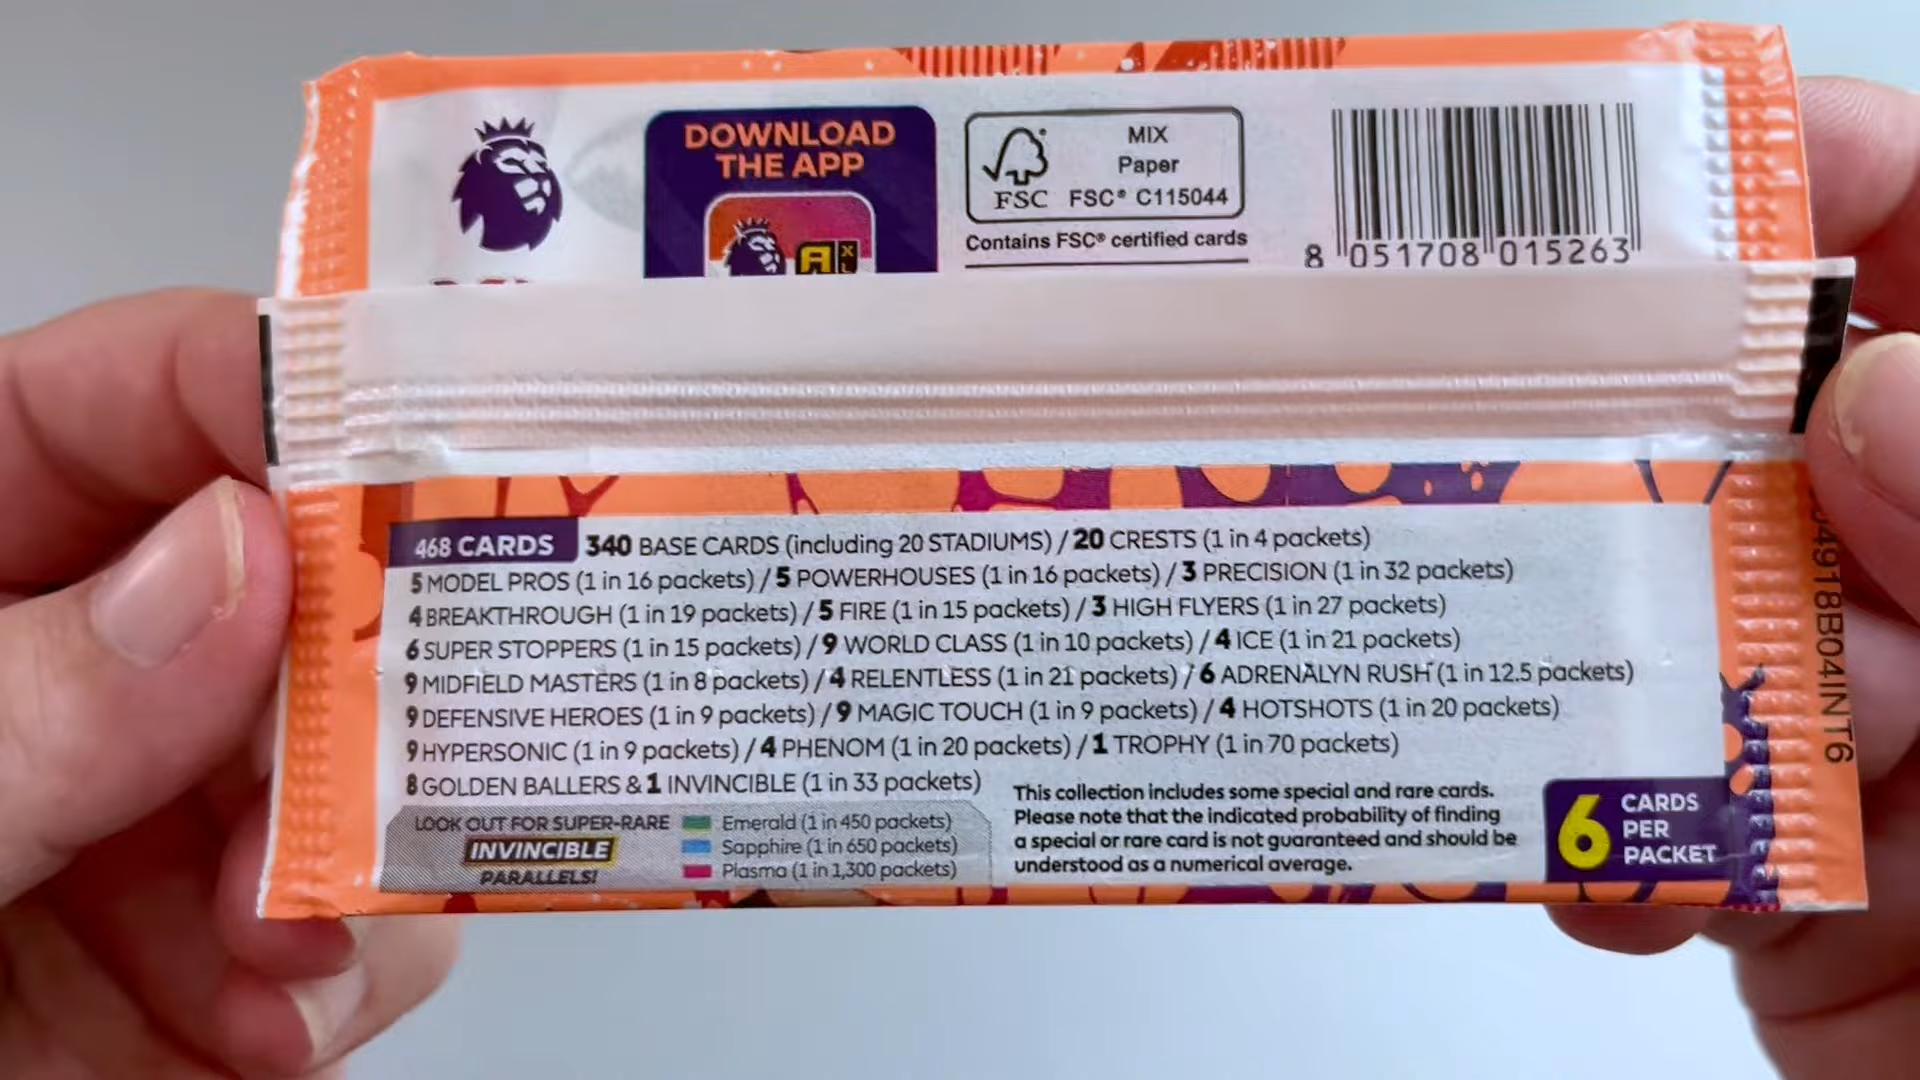 DOWNLOAD
THE APP
A XL
FSC
MIX
Paper
FSC® C115044
Contains FSC® certified cards
8 051708 015263
468 CARDS 340 BASE CARDS (including 20 STADIUMS) / 20 CRESTS (1 in 4 packets)
5 MODEL PROS (1 in 16 packets) / 5 POWERHOUSES (1 in 16 packets) / 3 PRECISION (1 in 32 packets)
4 BREAKTHROUGH (1 in 19 packets) / 5 FIRE (1 in 15 packets) / 3 HIGH FLYERS (1 in 27 packets)
6 SUPER STOPPERS (1 in 15 packets) / 9 WORLD CLASS (1 in 10 packets) / 4 ICE (1 in 21 packets)
9 MIDFIELD MASTERS (1 in 8 packets) / 4 RELENTLESS (1 in 21 packets) / 6 ADRENALYN RUSH (1 in 12.5 packets)
9 DEFENSIVE HEROES (1 in 9 packets) / 9 MAGIC TOUCH (1 in 9 packets) / 4 HOTSHOTS (1 in 20 packets)
9 HYPERSONIC (1 in 9 packets) / 4 PHENOM (1 in 20 packets) / 1 TROPHY (1 in 70 packets)
8 GOLDEN BALLERS & 1 INVINCIBLE (1 in 33 packets)
LOOK OUT FOR SUPER-RARE
INVINCIBLE
PARALLELS!
Emerald (1 in 450 packets)
Sapphire (1 in 650 packets)
Plasma (1 in 1,300 packets)
This collection includes some special and rare cards.
Please note that the indicated probability of finding
a special or rare card is not guaranteed and should be
understood as a numerical average.
6 CARDS
PER
PACKET